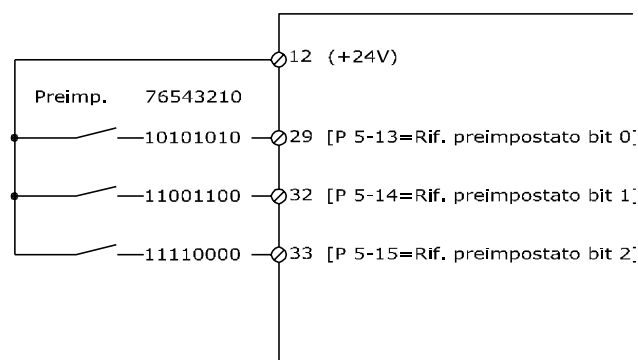 12 (+24V)
Preimp. 76543210
10101010 29 [P 5-13=Rif. preimpostato bit 0]
11001100 32 [P 5-14=Rif. preimpostato bit 1]
11110000 33 [P 5-15=Rif. preimpostato bit 2]